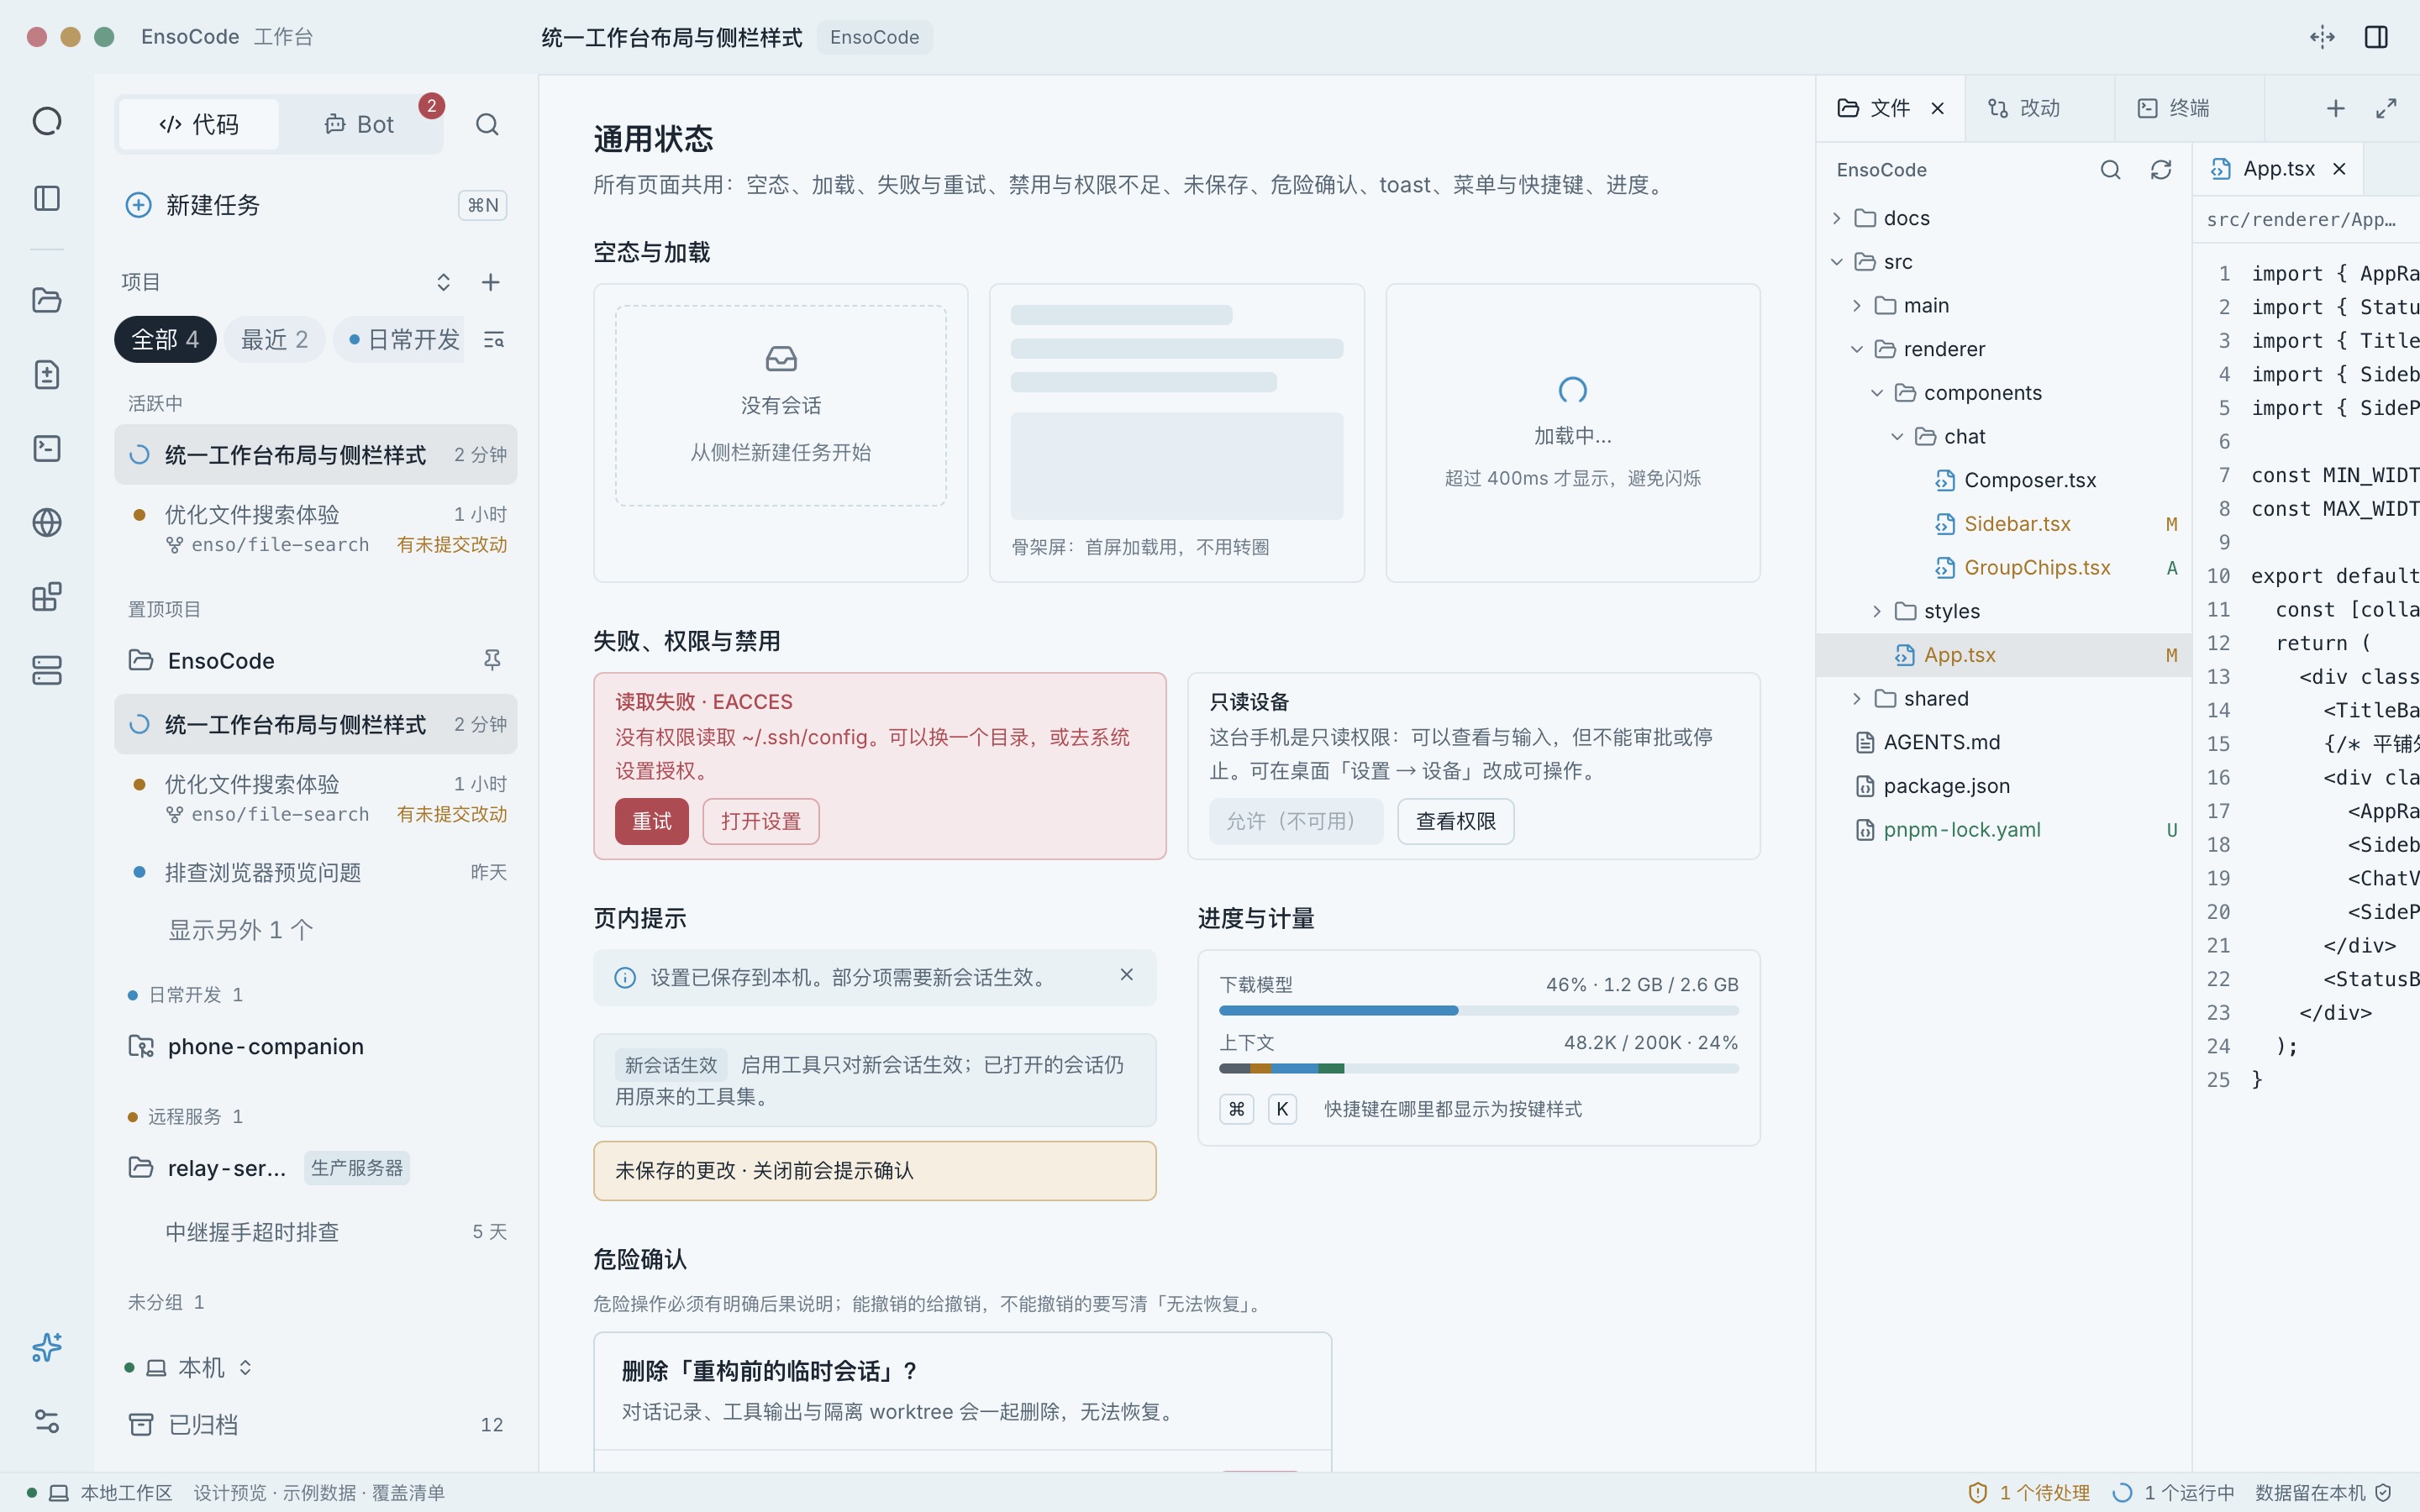 EnsoCode 工作台
统一工作台布局与侧栏样式 EnsoCode
代码
Bot
2
新建任务 ⌘N
项目
全部 4
最近 2
日常开发
活跃中
统一工作台布局与侧栏样式 2 分钟
优化文件搜索体验 1 小时
enso/file-search 有未提交改动
置顶项目
EnsoCode
统一工作台布局与侧栏样式 2 分钟
优化文件搜索体验 1 小时
enso/file-search 有未提交改动
排查浏览器预览问题 昨天
显示另外 1 个
日常开发 1
phone-companion
远程服务 1
relay-ser... 生产服务器
中继握手超时排查 5 天
未分组 1
本机
已归档 12
通用状态
所有页面共用：空态、加载、失败与重试、禁用与权限不足、未保存、危险确认、toast、菜单与快捷键、进度。
空态与加载
没有会话
从侧栏新建任务开始
骨架屏：首屏加载用，不用转圈
加载中...
超过 400ms 才显示，避免闪烁
失败、权限与禁用
读取失败 · EACCES
没有权限读取 ~/.ssh/config。可以换一个目录，或去系统
设置授权。
重试
打开设置
只读设备
这台手机是只读权限：可以查看与输入，但不能审批或停
止。可在桌面「设置 → 设备」改成可操作。
允许（不可用）
查看权限
页内提示
设置已保存到本机。部分项需要新会话生效。
新会话生效 启用工具只对新会话生效；已打开的会话仍
用原来的工具集。
未保存的更改 · 关闭前会提示确认
进度与计量
下载模型 46% · 1.2 GB / 2.6 GB
上下文 48.2K / 200K · 24%
⌘ K 快捷键在哪里都显示为按键样式
危险确认
危险操作必须有明确后果说明；能撤销的给撤销，不能撤销的要写清「无法恢复」。
删除「重构前的临时会话」？
对话记录、工具输出与隔离 worktree 会一起删除，无法恢复。
文件
改动
终端
EnsoCode
docs
src
main
renderer
components
chat
Composer.tsx
Sidebar.tsx M
GroupChips.tsx A
styles
App.tsx M
shared
AGENTS.md
package.json
pnpm-lock.yaml U
App.tsx
src/renderer/App…
1 import { AppRa
2 import { Statu
3 import { Title
4 import { Sideb
5 import { SideP
6
7 const MIN_WIDT
8 const MAX_WIDT
9
10 export default
11 const [colla
12 return (
13 <div class
14 <TitleBa
15 {/* 平铺
16 <div cla
17 <AppRa
18 <Sideb
19 <ChatV
20 <SideP
21 </div>
22 <StatusB
23 </div>
24 );
25 }
本地工作区 设计预览 · 示例数据 · 覆盖清单
1 个待处理
1 个运行中
数据留在本机